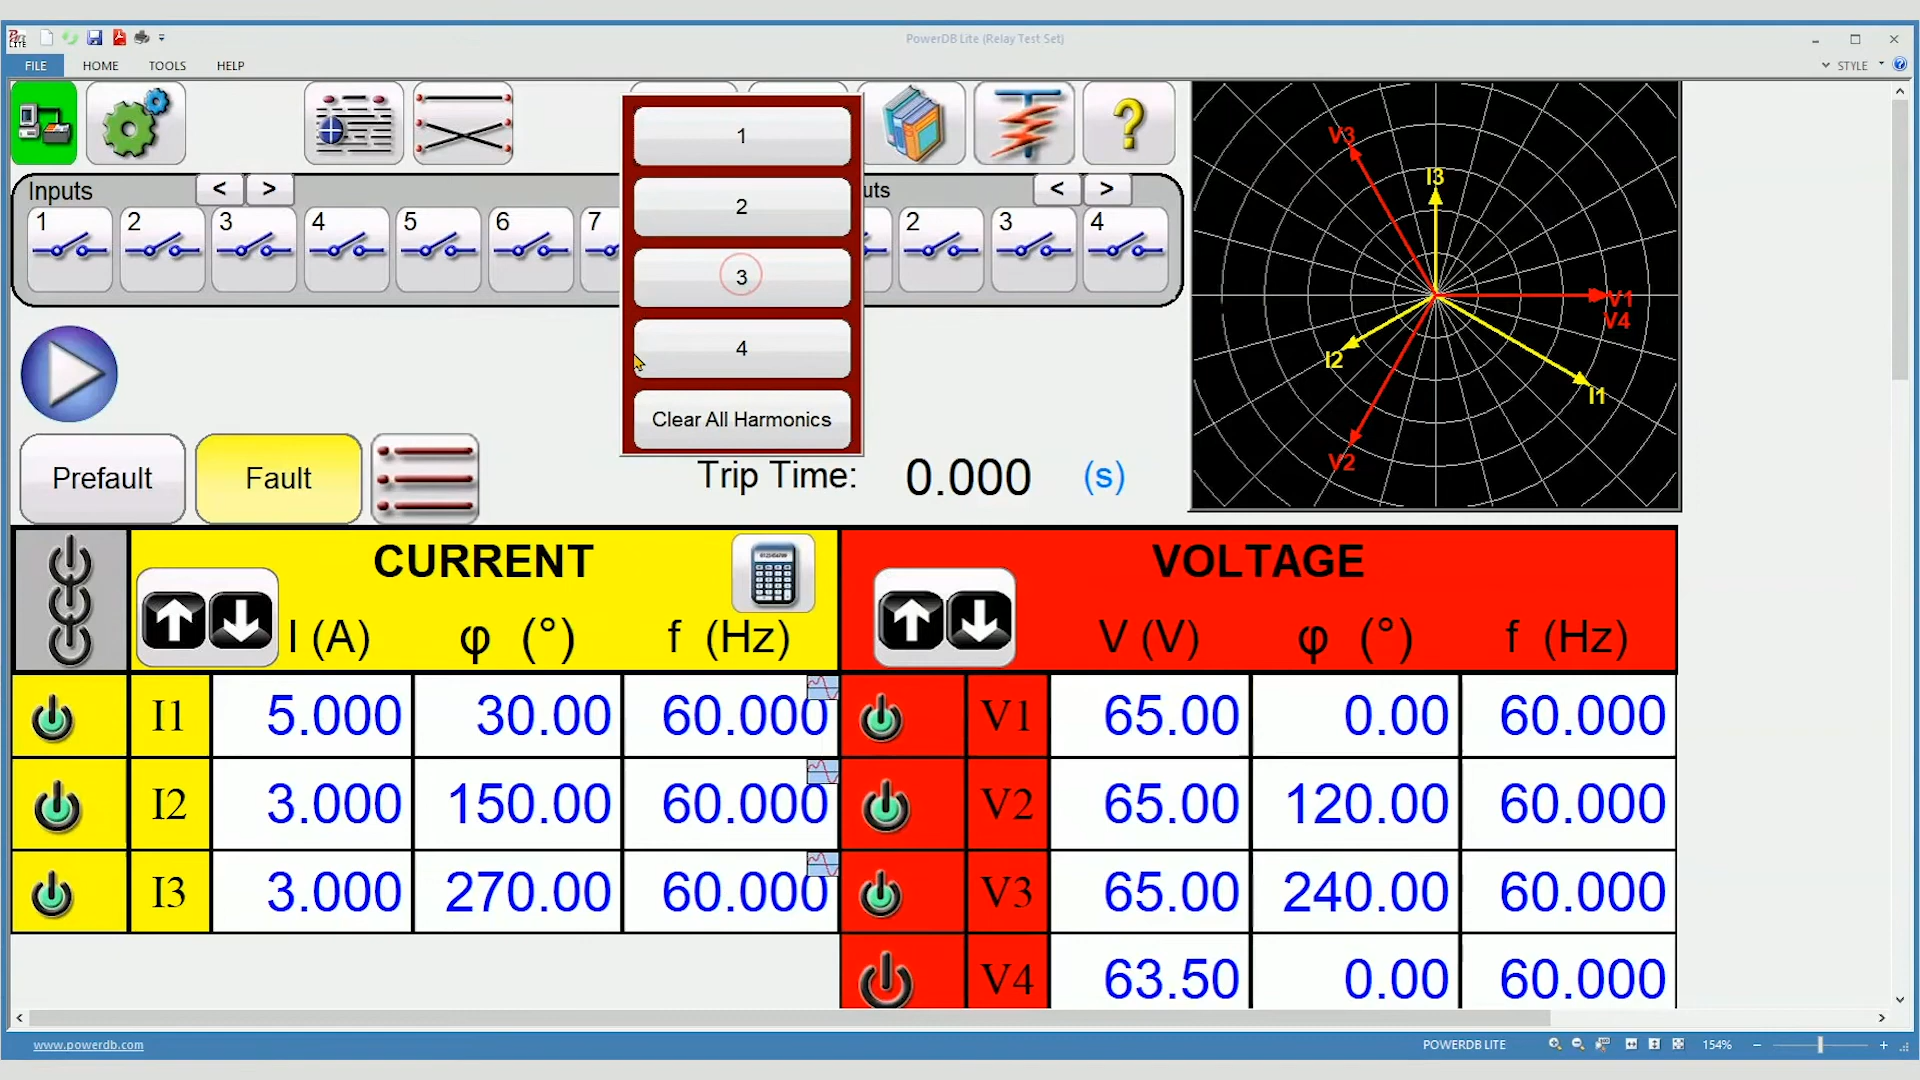 PowerDB Lite (Relay Test Set)
FILE
HOME
TOOLS
HELP
STYLE
Inputs
<
>
1
2
3
4
5
6
7
1
2
3
4
Clear All Harmonics
uts
<
>
2
3
4
V3
I3
V1
V4
I2
I1
V2
Prefault
Fault
Trip Time: 0.000 (s)
CURRENT
I (A) φ (°) f (Hz)
VOLTAGE
V (V) φ (°) f (Hz)
I1 5.000 30.00 60.000 V1 65.00 0.00 60.000
I2 3.000 150.00 60.000 V2 65.00 120.00 60.000
I3 3.000 270.00 60.000 V3 65.00 240.00 60.000
V4 63.50 0.00 60.000
www.powerdb.com
POWERDB LITE
154%